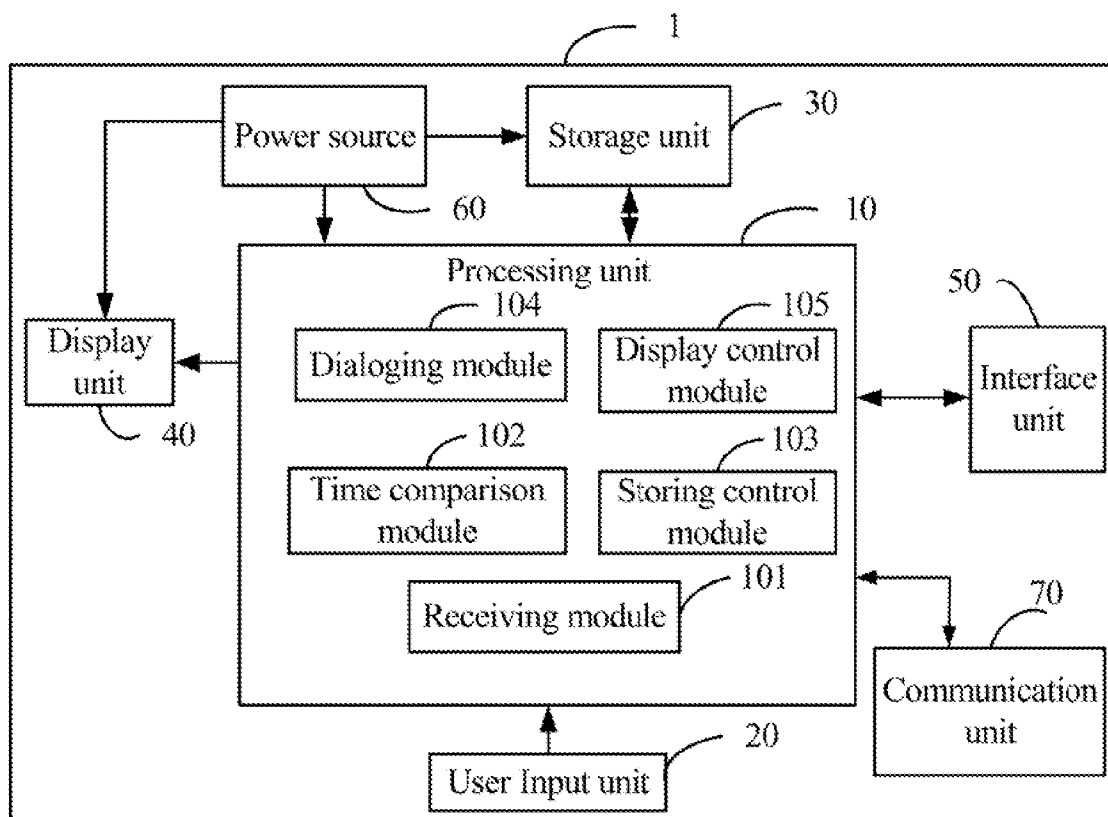 1
Power source
Storage unit
30
60
10
Processing unit
104
105
50
Display
unit
Dialoging module
Display control
module
Interface
unit
40
102
103
Time comparison
module
Storing control
module
101
Receiving module
70
Communication
unit
20
User Input unit